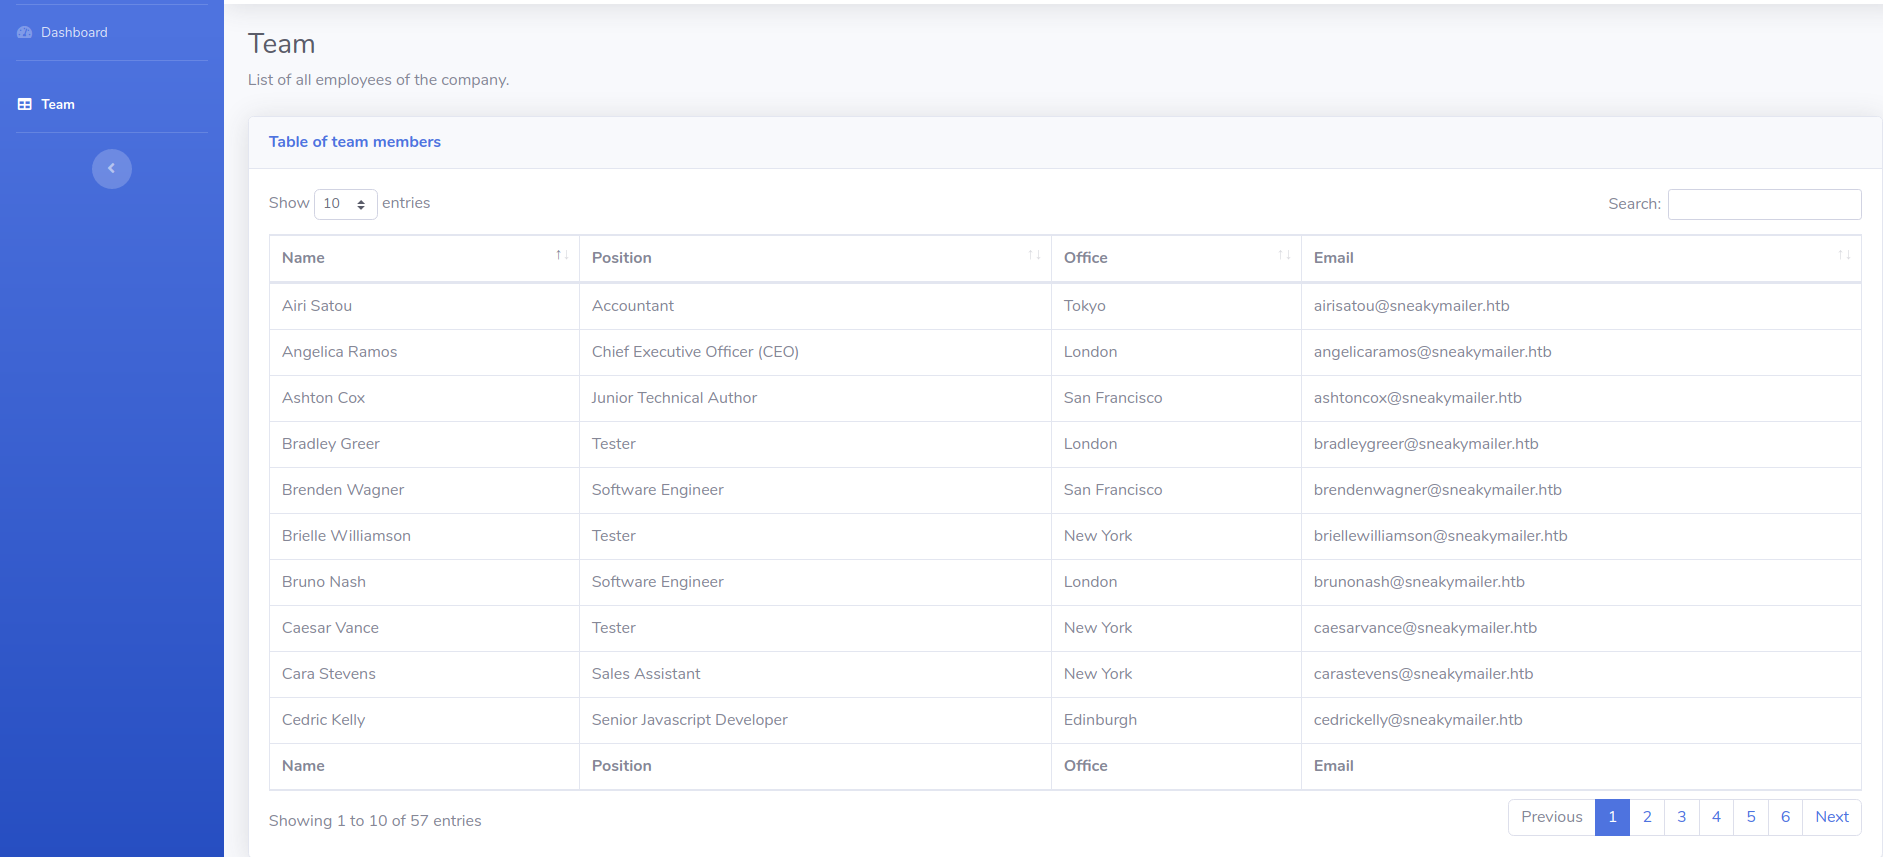 Dashboard
Team
Team
List of all employees of the company.
Table of team members
Show 10 entries
Search:
Name Position Office Email
Airi Satou Accountant Tokyo airisatou@sneakymailer.htb
Angelica Ramos Chief Executive Officer (CEO) London angelicaramos@sneakymailer.htb
Ashton Cox Junior Technical Author San Francisco ashtoncox@sneakymailer.htb
Bradley Greer Tester London bradleygreer@sneakymailer.htb
Brenden Wagner Software Engineer San Francisco brendenwagner@sneakymailer.htb
Brielle Williamson Tester New York briellewilliamson@sneakymailer.htb
Bruno Nash Software Engineer London brunonash@sneakymailer.htb
Caesar Vance Tester New York caesarvance@sneakymailer.htb
Cara Stevens Sales Assistant New York carastevens@sneakymailer.htb
Cedric Kelly Senior Javascript Developer Edinburgh cedrickelly@sneakymailer.htb
Name Position Office Email
Showing 1 to 10 of 57 entries
Previous 1 2 3 4 5 6 Next